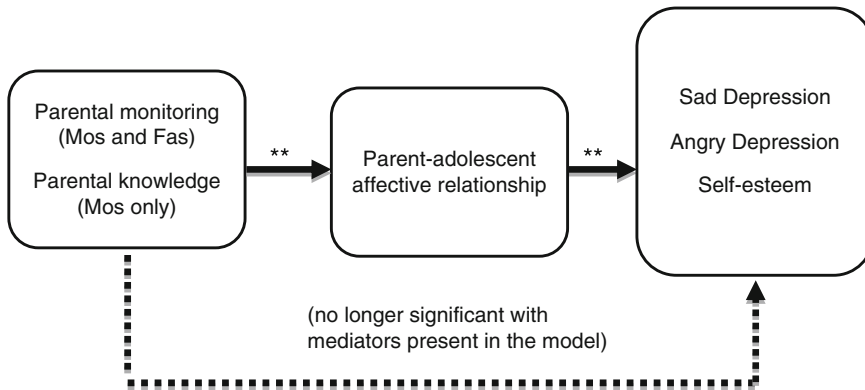 Parental monitoring
(Mos and Fas)
Parental knowledge
(Mos only)
**
Parent-adolescent
affective relationship
**
Sad Depression
Angry Depression
Self-esteem
(no longer significant with
mediators present in the model)